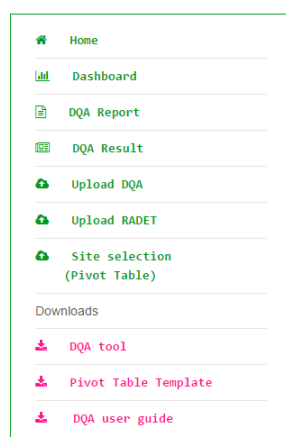 Home
Dashboard
DQA Report
DQA Result
Upload DQA
Upload RADET
Site selection
(Pivot Table)
Downloads
DQA tool
Pivot Table Template
DQA user guide